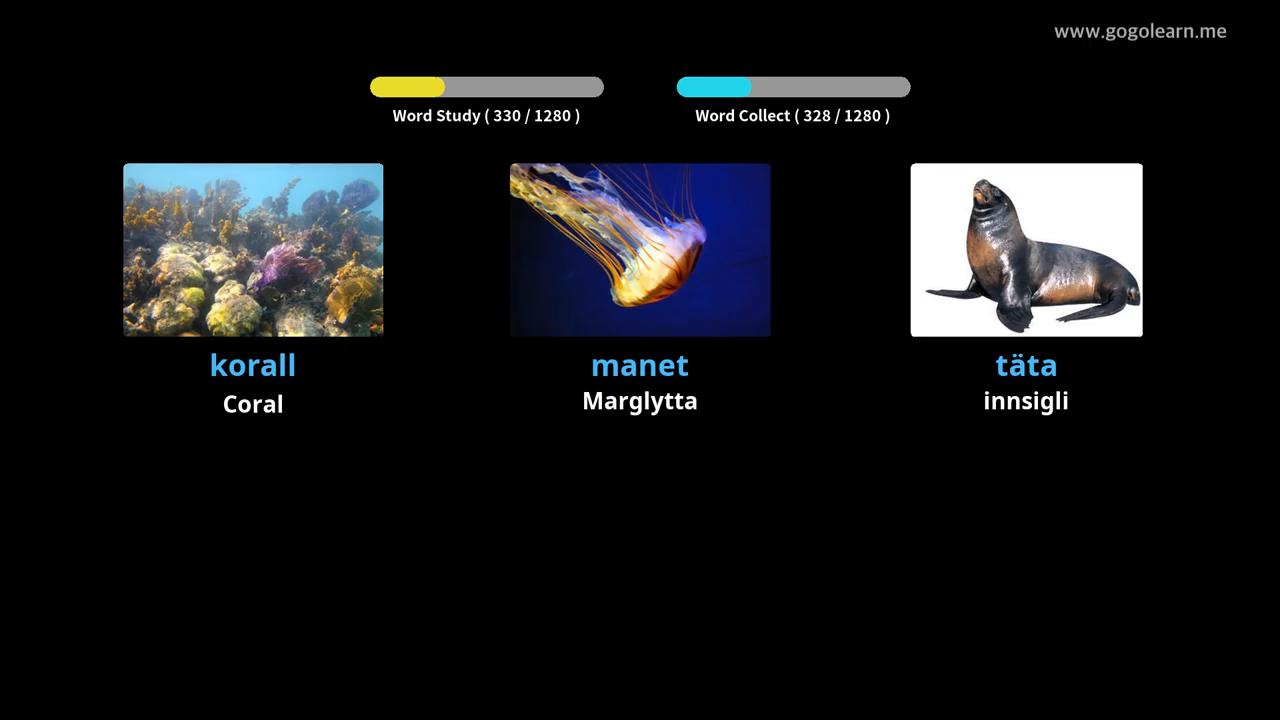 www.gogolearn.me
Word Study ( 330 / 1280 )
Word Collect ( 328 / 1280 )
korall
manet
täta
Coral
Marglytta
innsigli